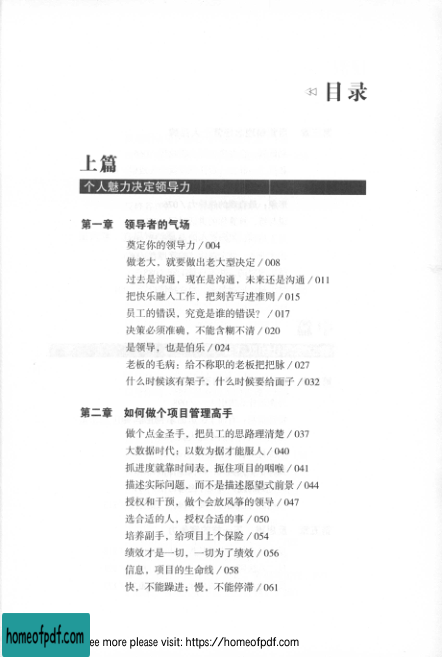 目录
上篇
个人魅力决定领导力
第一章 领导者的气场
奠定你的领导力/004
做老大，就要做出老大型决定/008
过去是沟通，现在是沟通，未来还是沟通/011
把快乐融入工作，把刻苦写进准则/015
员工的错误，究竟是谁的错误？/017
决策必须准确，不能含糊不清/020
是领导，也是伯乐/024
老板的毛病：给不称职的老板把把脉/027
什么时候该有架子，什么时候要给面子/032
第二章 如何做个项目管理高手
做个点金圣手，把员工的思路理清楚/037
大数据时代：以数为据才能服人/040
抓进度就靠时间表，扼住项目的咽喉/041
描述实际问题，而不是描述愿望式前景/044
授权和干预，做个会放风筝的领导/047
选合适的人，授权合适的事/050
培养副手，给项目上个保险/054
绩效才是一切，一切为了绩效/056
信息，项目的生命线/058
快，不能躁进；慢，不能停滞/061
homeofpdf.com ee more please visit: https://homeofpdf.com